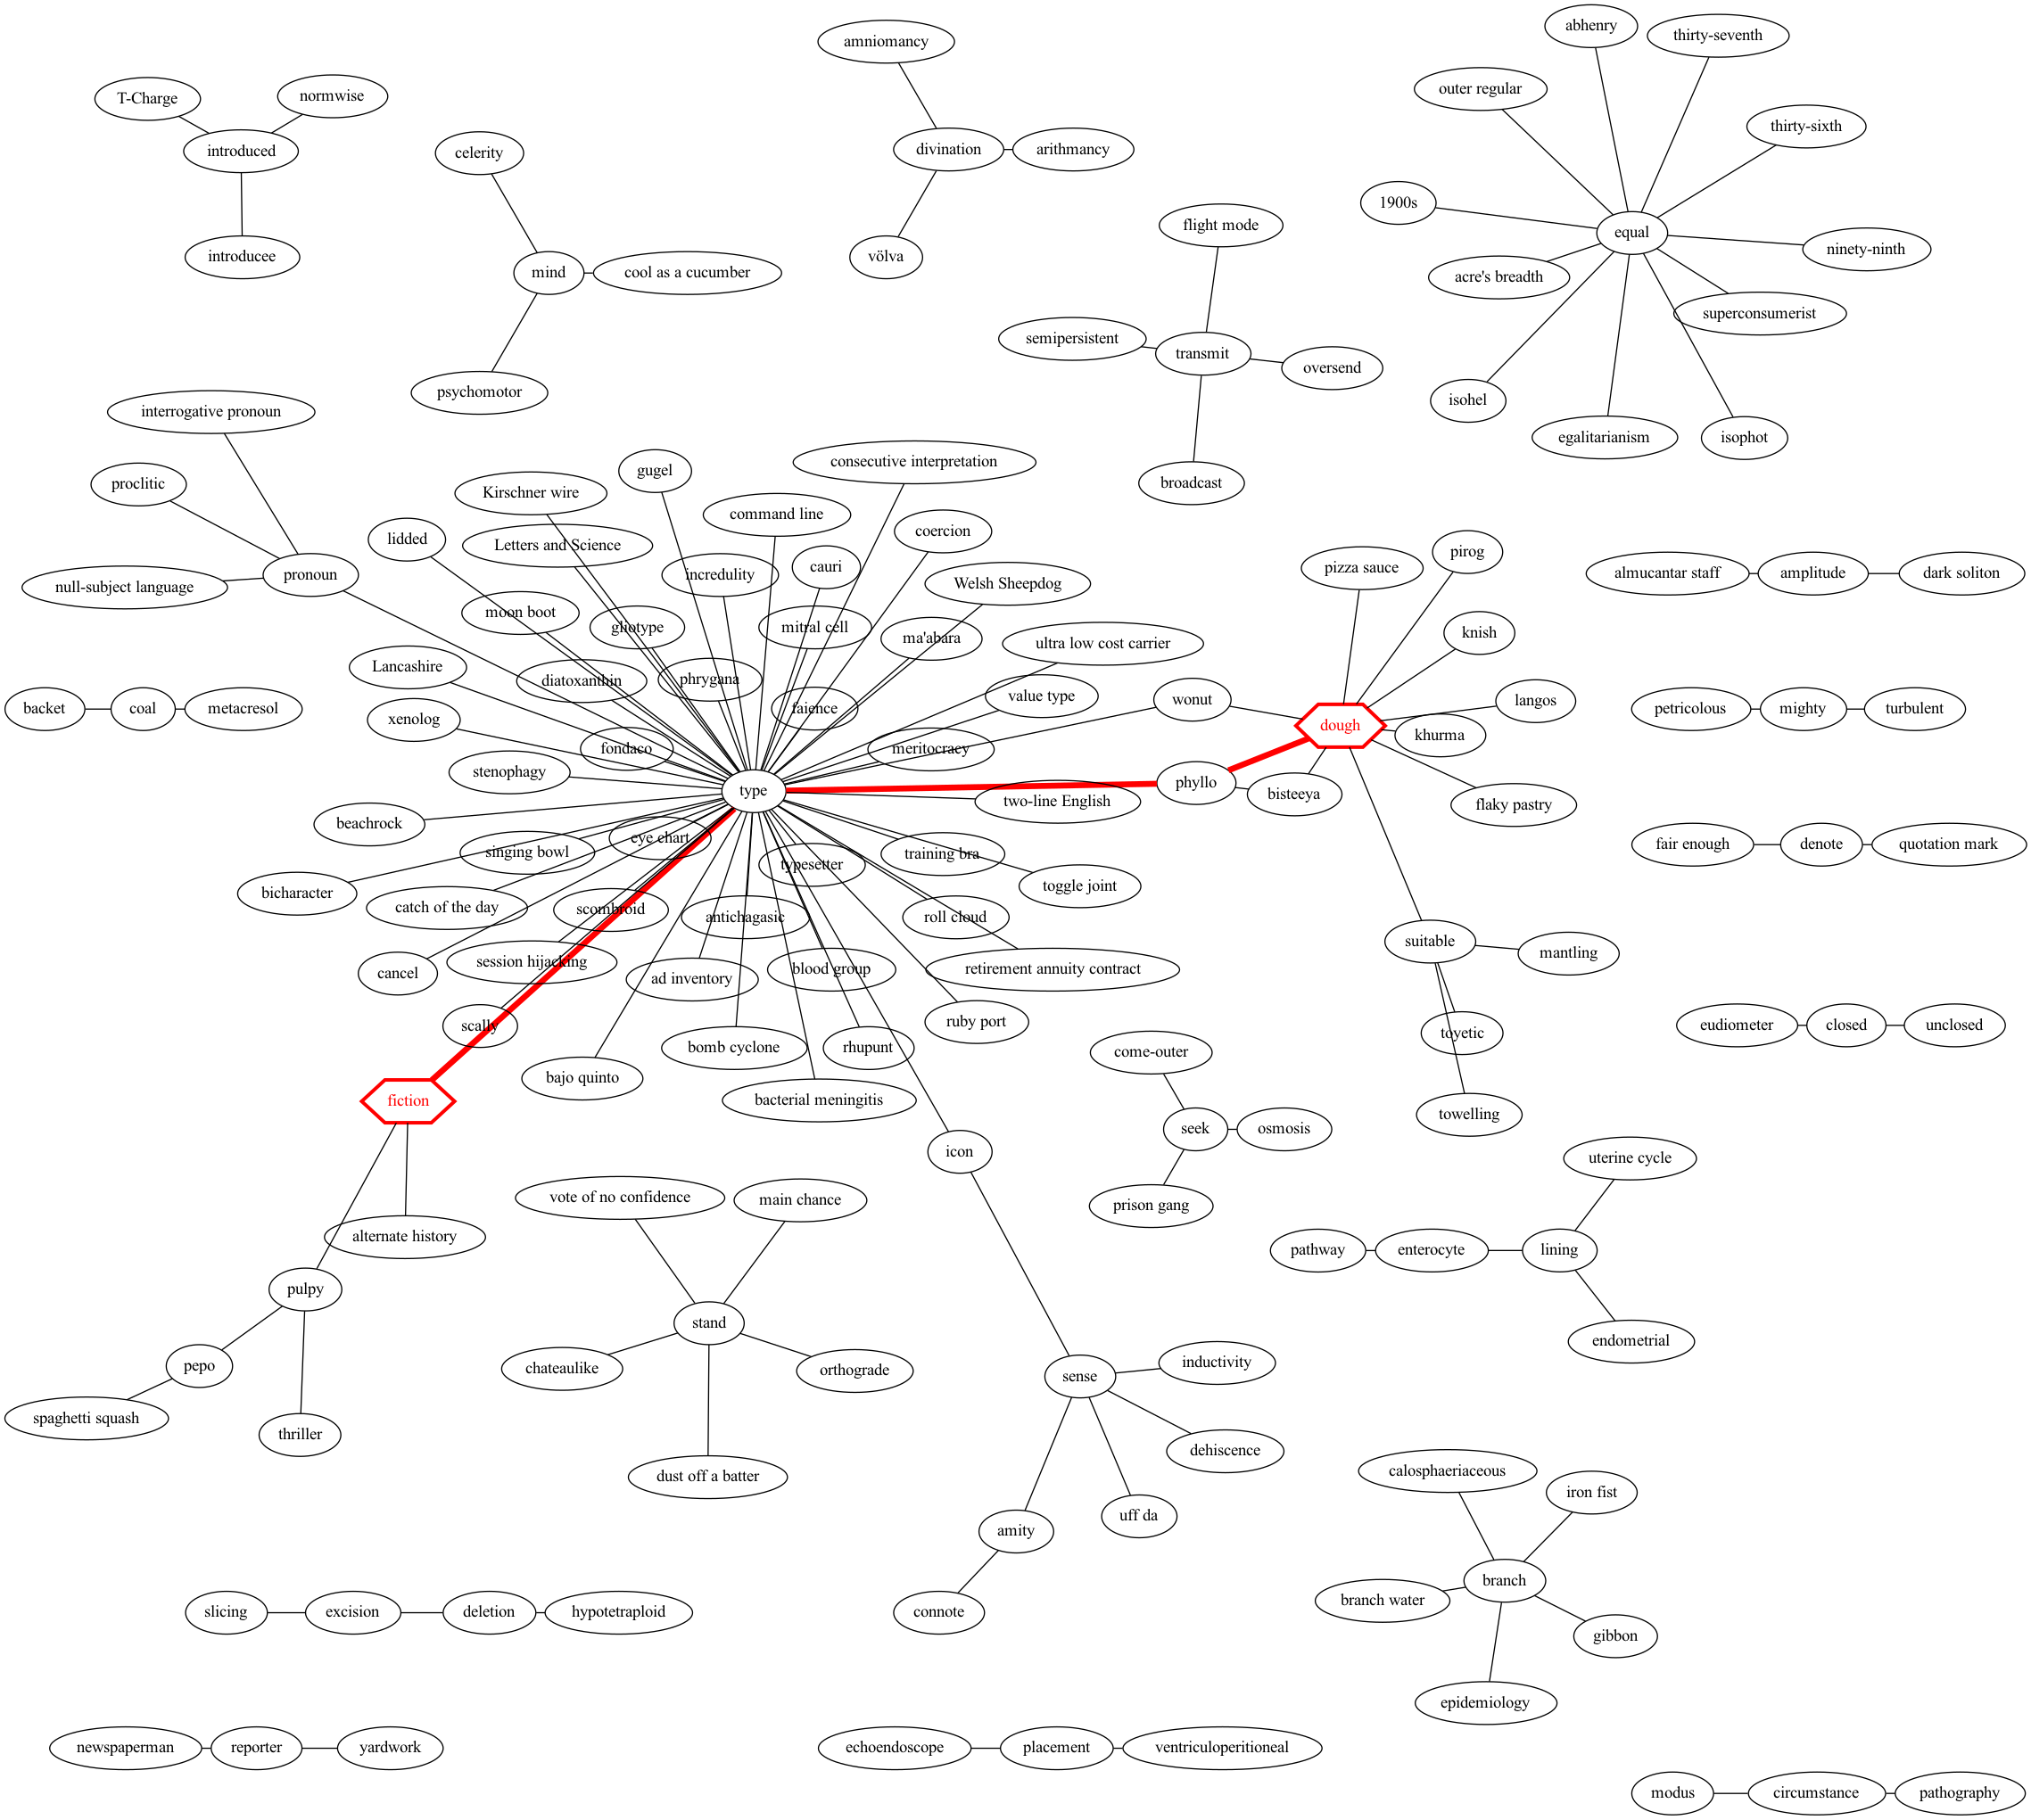 abhenry
thirty-seventh
amniomancy
outer regular
T-Charge
normwise
thirty-sixth
introduced
celerity
divination
arithmancy
1900s
flight mode
equal
ninety-ninth
introducee
völva
mind
cool as a cucumber
acre's breadth
superconsumerist
semipersistent
transmit
oversend
psychomotor
isohel
interrogative pronoun
egalitarianism
isophot
consecutive interpretation
gugel
proclitic
Kirschner wire
broadcast
command line
coercion
lidded
Letters and Science
pirog
pizza sauce
cauri
pronoun
incredulity
Welsh Sheepdog
almucantar staff
amplitude
dark soliton
null-subject language
moon boot
gliotype
mitral cell
ma'abara
knish
ultra low cost carrier
Lancashire
diatoxanthin
phrygana
value type
wonut
langos
backet
coal
metacresol
faience
petricolous
mighty
turbulent
xenolog
dough
khurma
fondaco
meritocracy
stenophagy
type
phyllo
bisteeya
two-line English
flaky pastry
beachrock
eye chart
fair enough
denote
quotation mark
singing bowl
typesetter
training bra
toggle joint
bicharacter
catch of the day
scombroid
antichagasic
roll cloud
suitable
mantling
cancel
session hijacking
ad inventory
blood group
retirement annuity contract
scally
ruby port
eudiometer
closed
unclosed
toyetic
bomb cyclone
rhupunt
come-outer
bajo quinto
fiction
bacterial meningitis
towelling
seek
osmosis
icon
uterine cycle
vote of no confidence
main chance
prison gang
alternate history
pathway
enterocyte
lining
pulpy
stand
endometrial
pepo
chateaulike
orthograde
inductivity
sense
spaghetti squash
thriller
dehiscence
dust off a batter
calosphaeriaceous
iron fist
uff da
amity
branch
branch water
slicing
excision
deletion
hypotetraploid
connote
gibbon
epidemiology
newspaperman
reporter
yardwork
echoendoscope
placement
ventriculoperitioneal
modus
circumstance
pathography